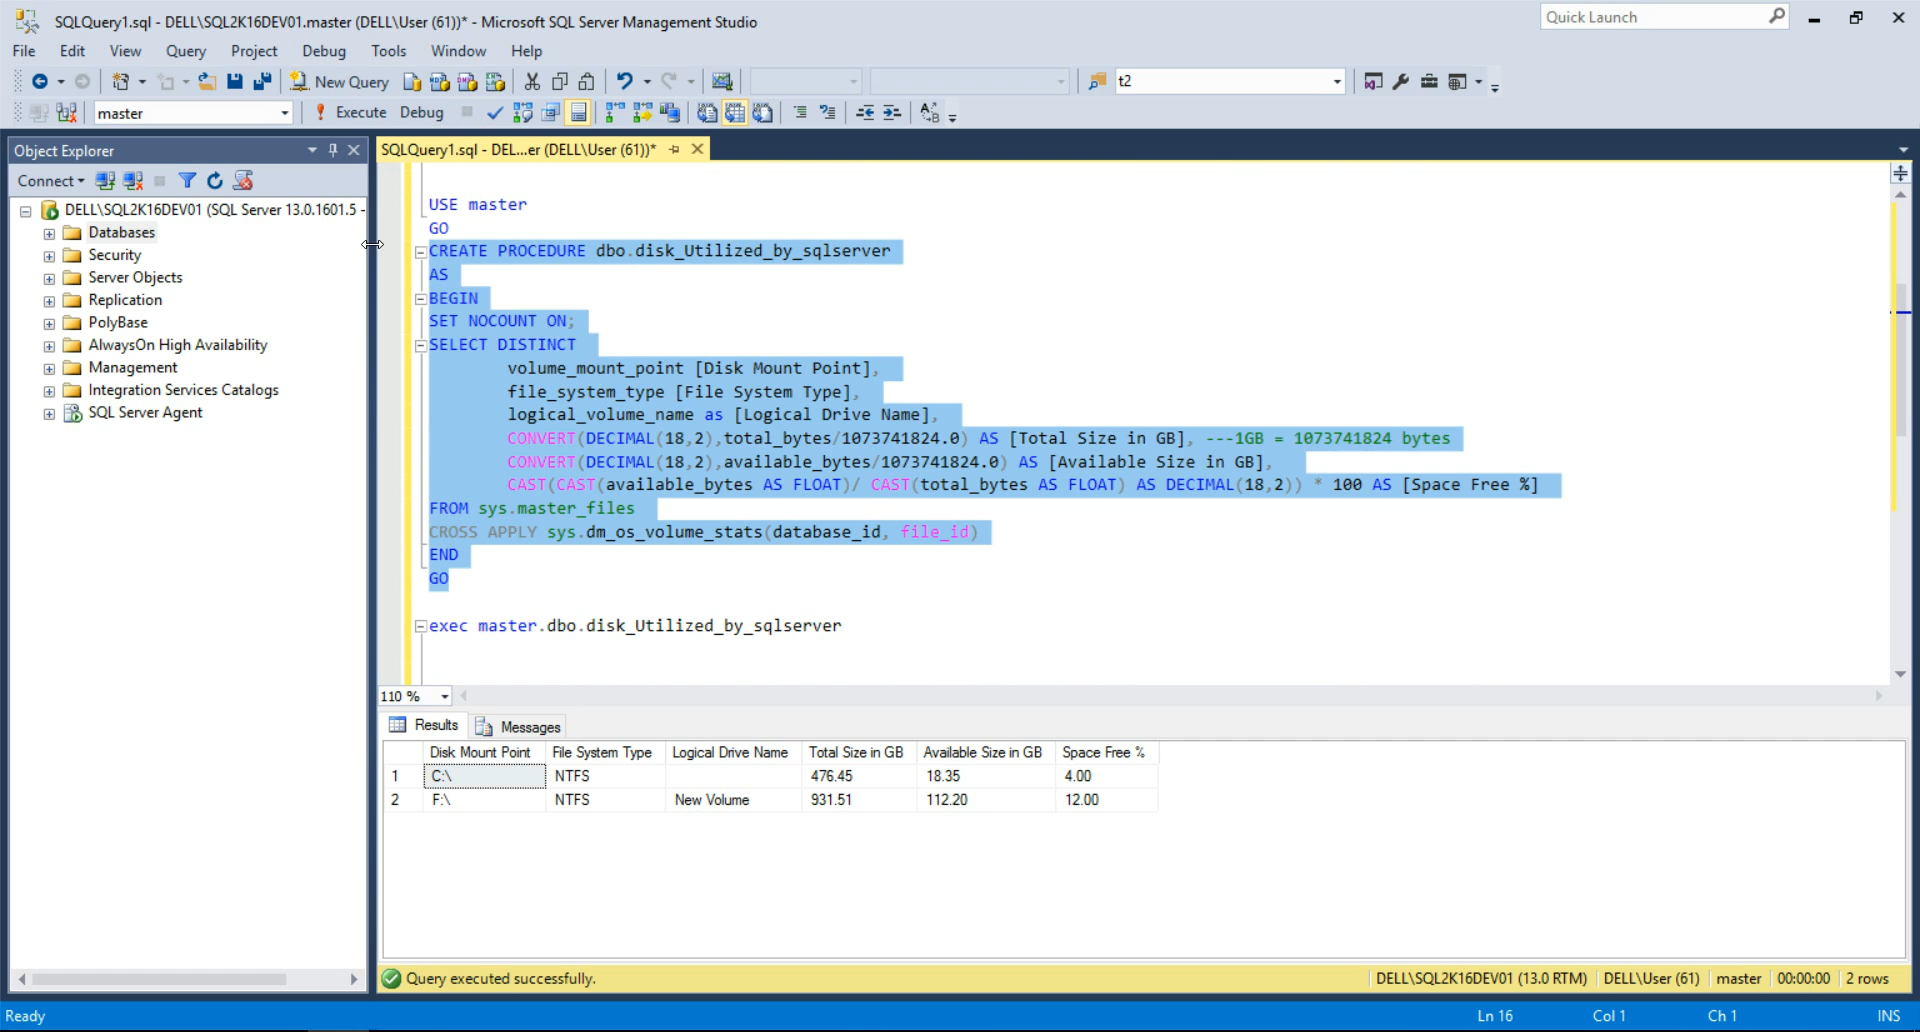 SQLQuery1.sql - DELL\SQL2K16DEV01.master (DELL\User (61))* - Microsoft SQL Server Management Studio
Quick Launch
File Edit View Query Project Debug Tools Window Help
New Query
t2
master
Execute Debug
Object Explorer
SQLQuery1.sql - DEL...er (DELL\User (61))*
Connect
DELL\SQL2K16DEV01 (SQL Server 13.0.1601.5 -
Databases
Security
Server Objects
Replication
PolyBase
AlwaysOn High Availability
Management
Integration Services Catalogs
SQL Server Agent
USE master
GO
CREATE PROCEDURE dbo.disk_Utilized_by_sqlserver
AS
BEGIN
SET NOCOUNT ON;
SELECT DISTINCT
volume_mount_point [Disk Mount Point],
file_system_type [File System Type],
logical_volume_name as [Logical Drive Name],
CONVERT(DECIMAL(18,2),total_bytes/1073741824.0) AS [Total Size in GB], ---1GB = 1073741824 bytes
CONVERT(DECIMAL(18,2),available_bytes/1073741824.0) AS [Available Size in GB],
CAST(CAST(available_bytes AS FLOAT)/ CAST(total_bytes AS FLOAT) AS DECIMAL(18,2)) * 100 AS [Space Free %]
FROM sys.master_files
CROSS APPLY sys.dm_os_volume_stats(database_id, file_id)
END
GO
exec master.dbo.disk_Utilized_by_sqlserver
110 %
Results Messages
Disk Mount Point File System Type Logical Drive Name Total Size in GB Available Size in GB Space Free %
1 C:\ NTFS 476.45 18.35 4.00
2 F:\ NTFS New Volume 931.51 112.20 12.00
Query executed successfully.
DELL\SQL2K16DEV01 (13.0 RTM) DELL\User (61) master 00:00:00 2 rows
Ready
Ln 16 Col 1 Ch 1 INS